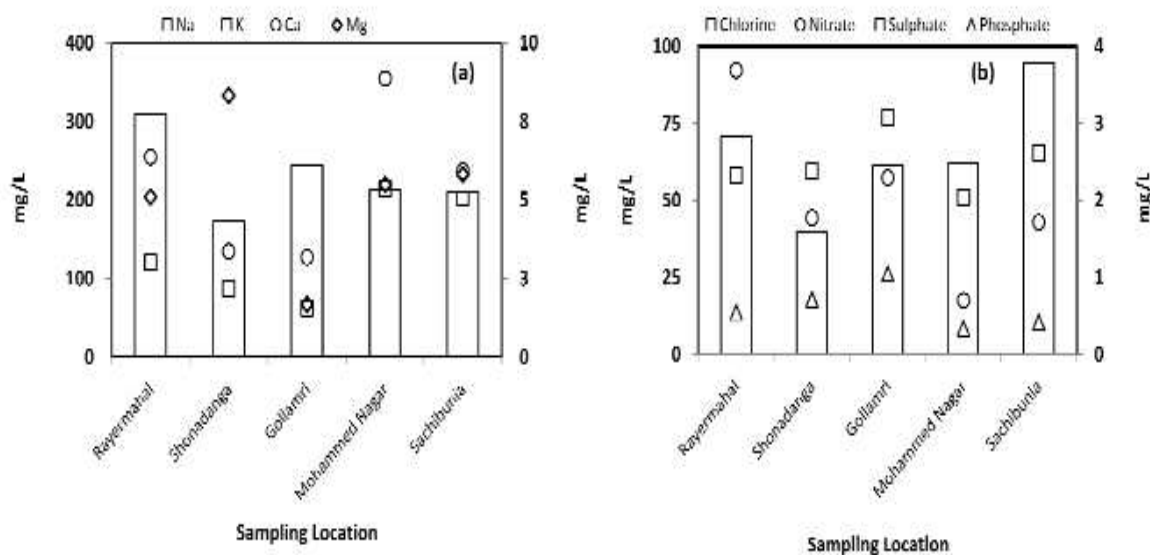 Na K Ca Mg
400 10
(a)
300 8
200 5
100 3
0 0
mg/L
mg/L
Rayermahal
Shonadanga
Gollamri
Mohammed Nagar
Sachibunia
Sampling Location
Chlorine Nitrate Sulphate Phosphate
100 4
(b)
75 3
50 2
25 1
0 0
mg/L
mg/L
Rayermahal
Shonadanga
Gollamri
Mohammed Nagar
Sachibunia
Sampling Location